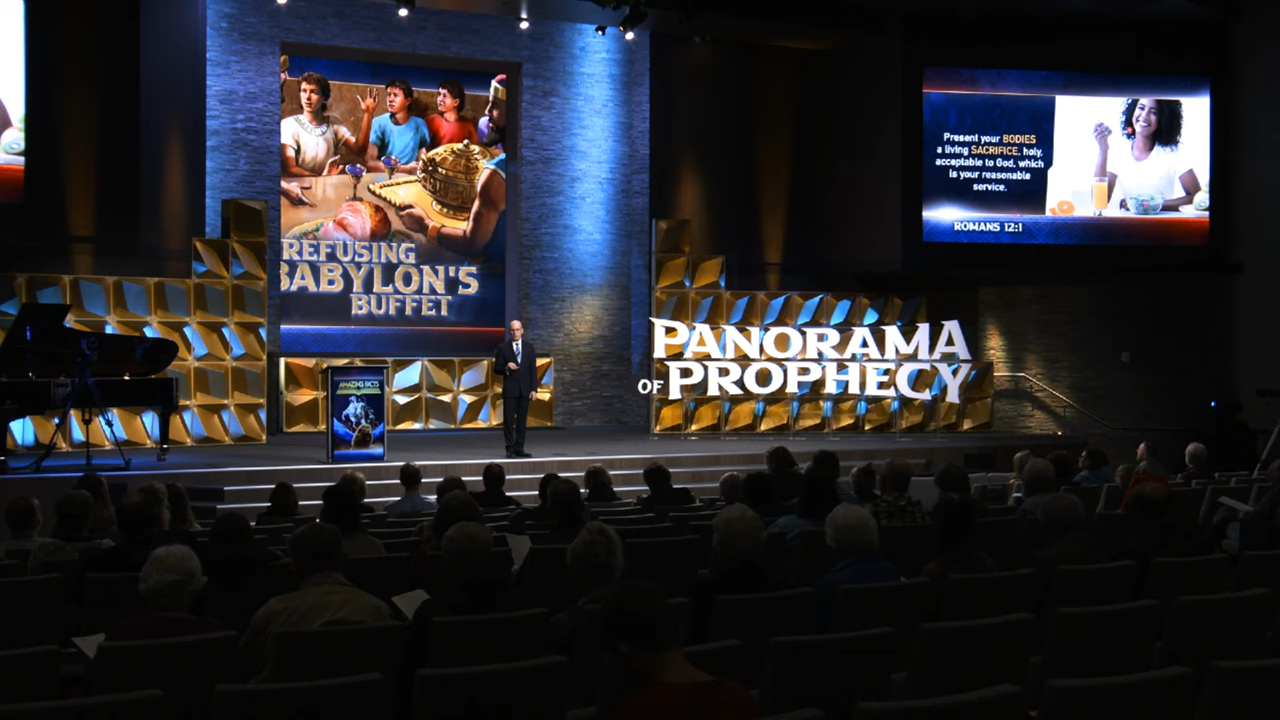 REFUSING
BABYLON'S
BUFFET
AMAZING FACTS
PANORAMA
OF PROPHECY
Present your BODIES
a living SACRIFICE, holy,
acceptable to God, which
is your reasonable
service.
ROMANS 12:1